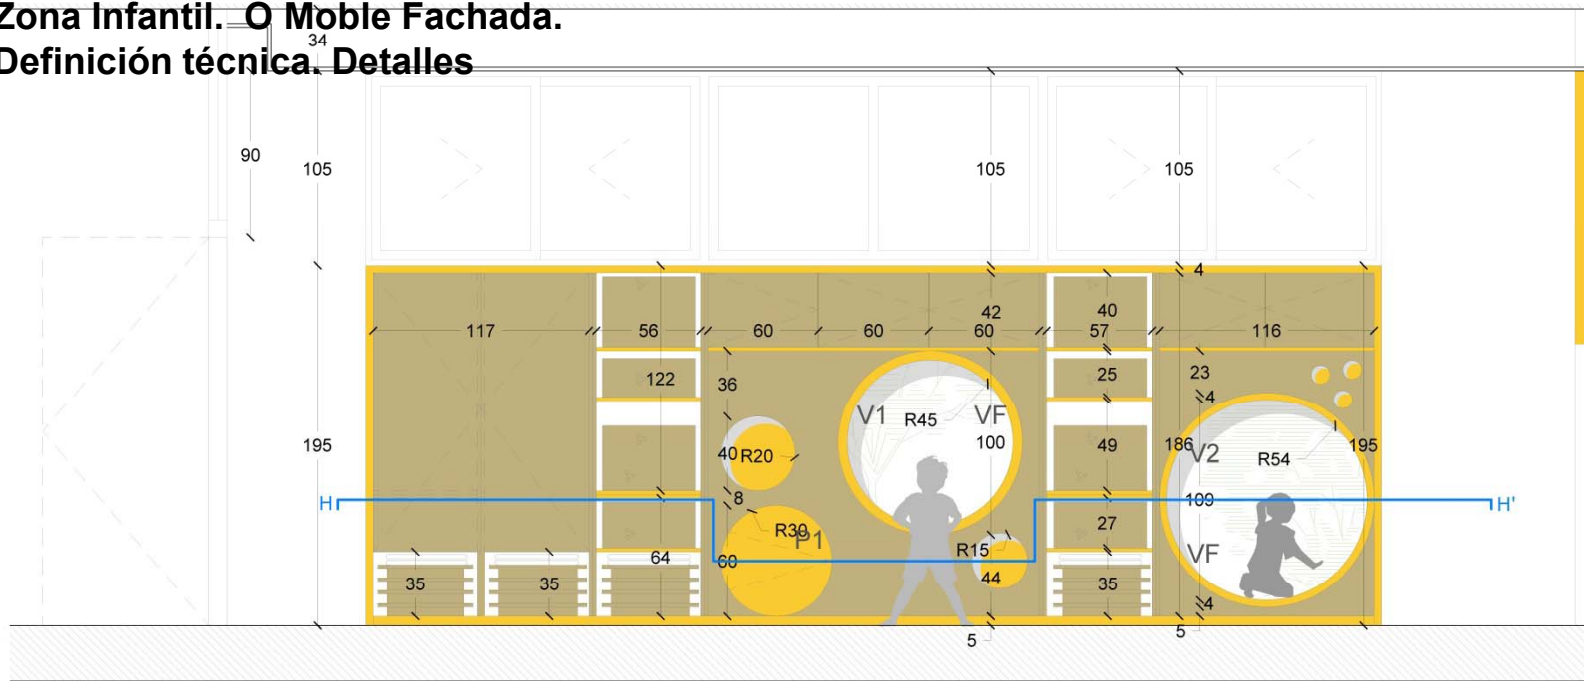 Zona Infantil. O Moble Fachada.
34
Definición técnica. Detalles
90
105
105
105
4
42
40
117
56
60
60
60
57
116
122
36
25
23
4
V1
R45
VF
100
195
40
R20
49
186
V2
R54
195
H
8
109
H'
R30
P1
27
64
60
R15
VF
35
35
44
35
4
5
5